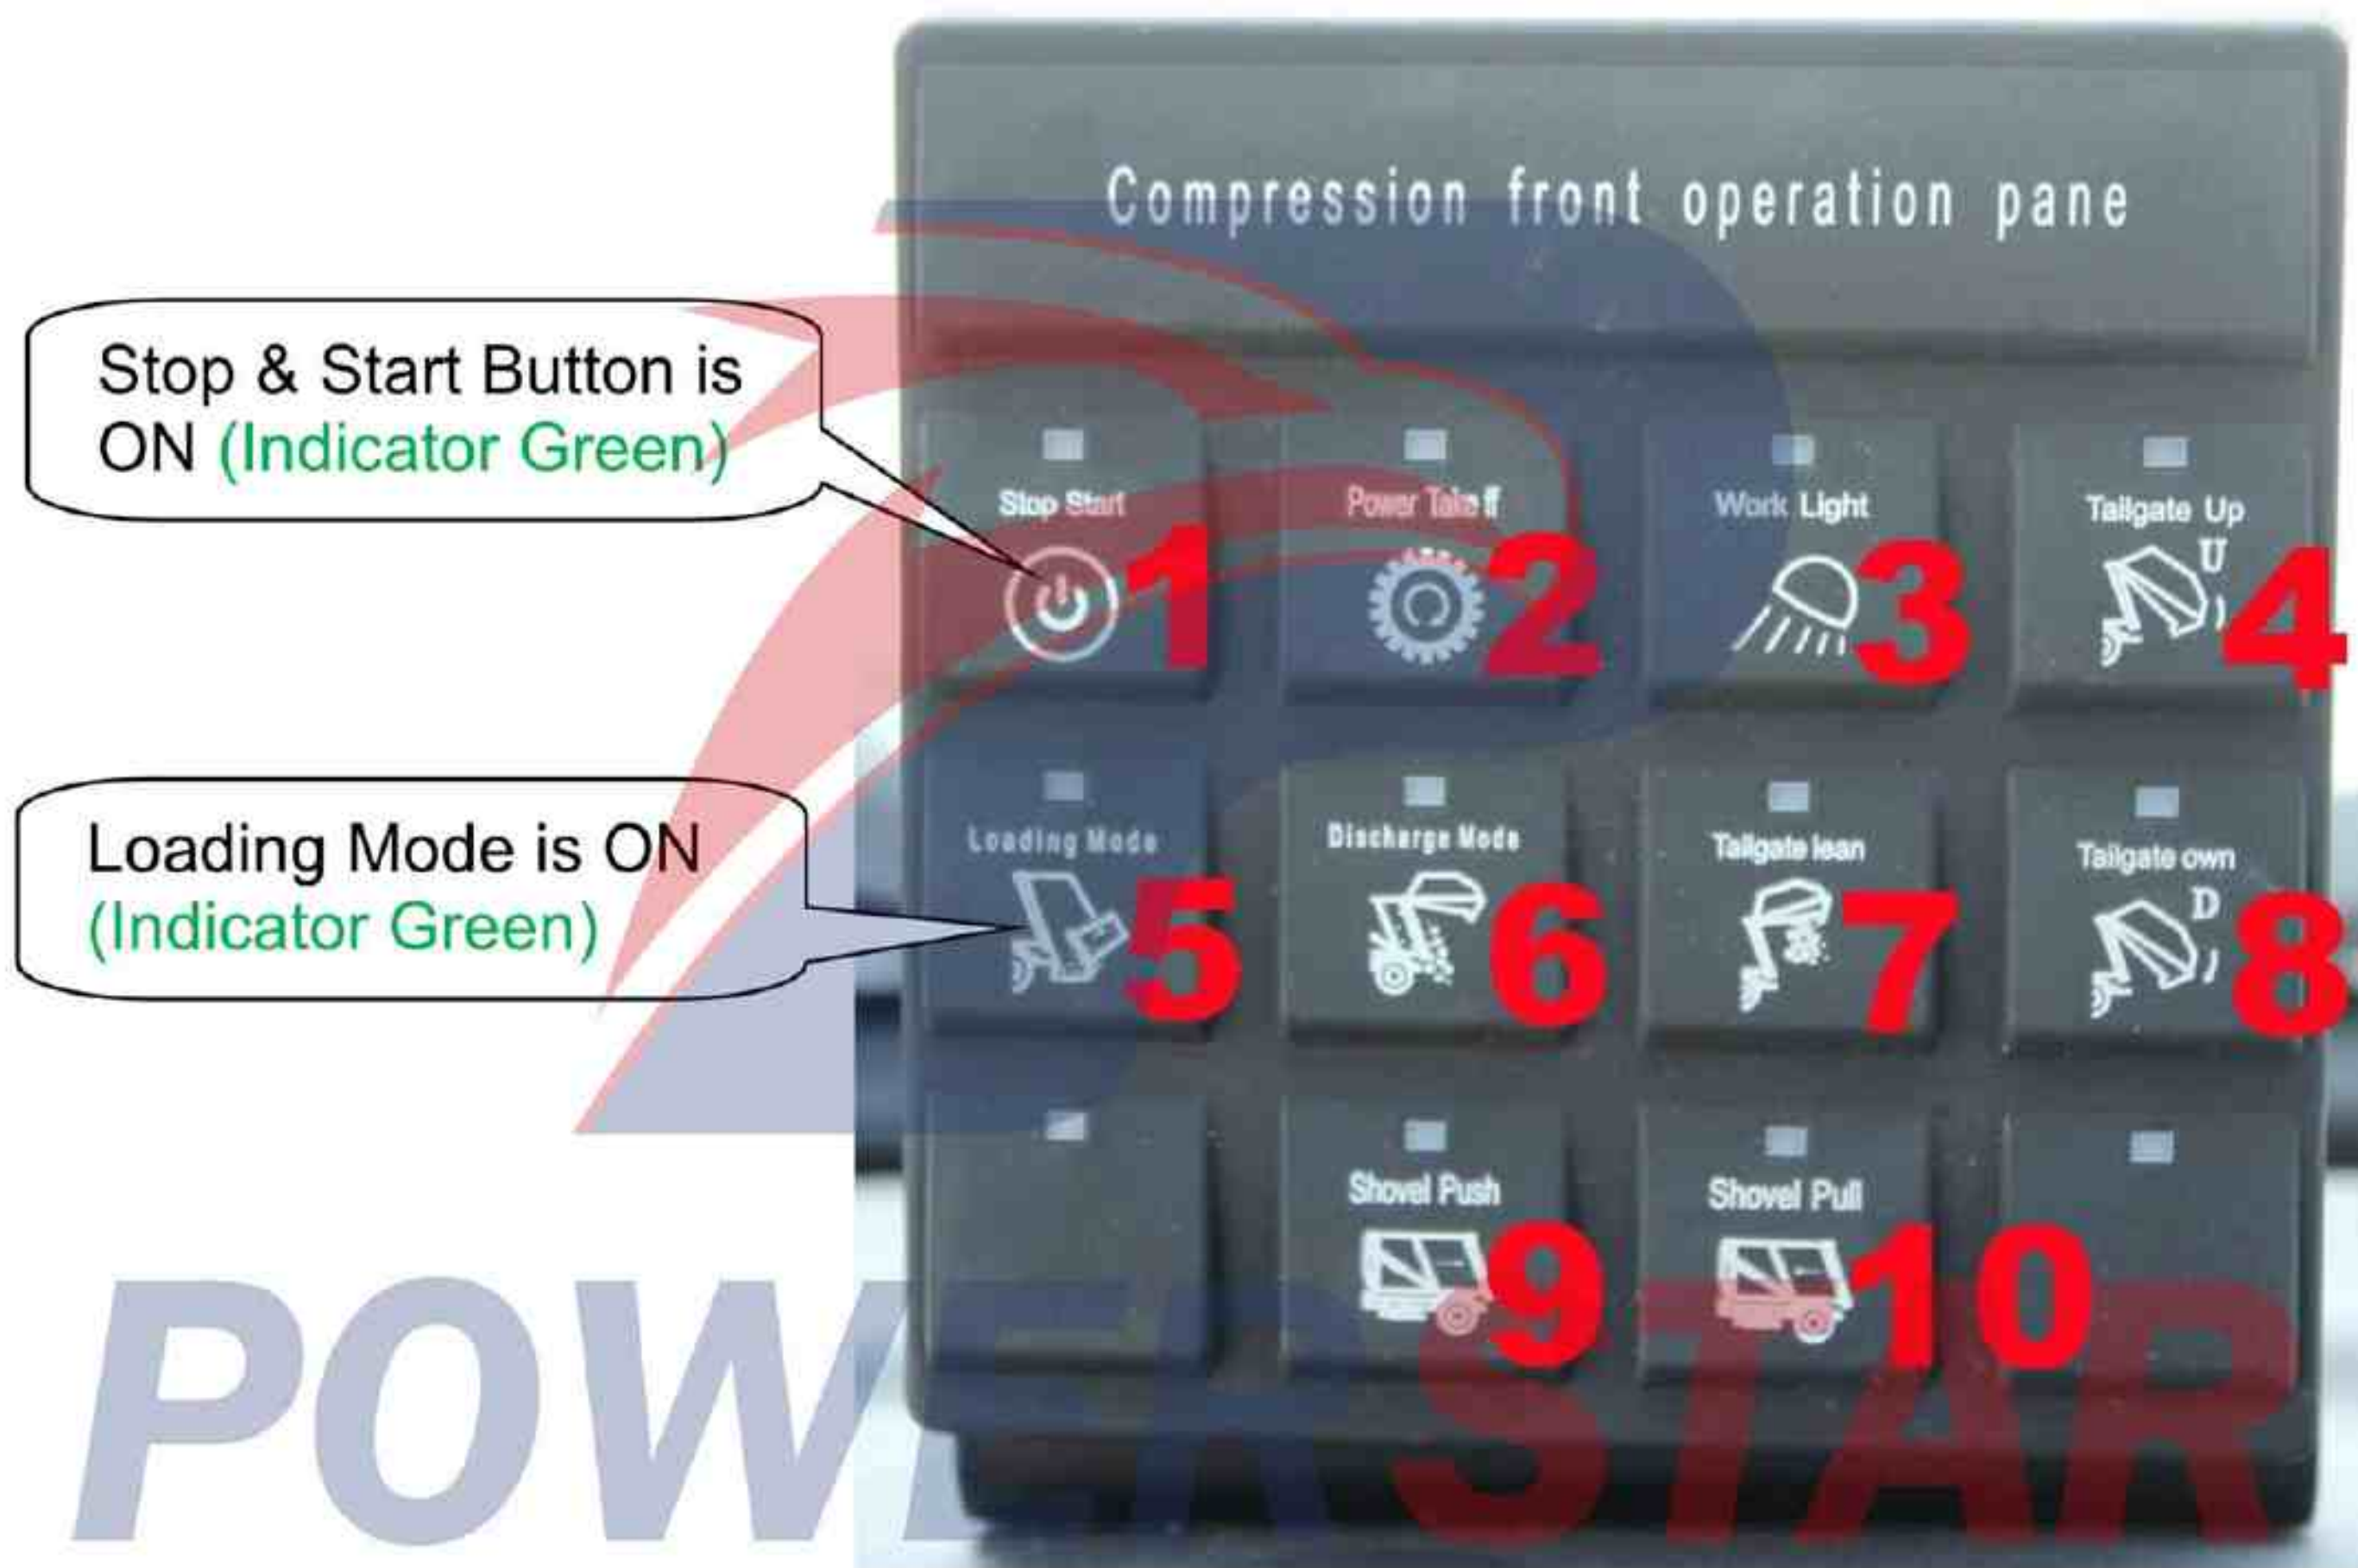 Compression front operation pane
Stop & Start Button is
ON (Indicator Green)
Stop Start
1
Power Take ff
2
Work Light
3
Tailgate Up
U
4
Loading Mode is ON
(Indicator Green)
Loading Mode
5
Discharge Mode
6
Tailgate lean
7
Tailgate own
D
8
Shovel Push
9
Shovel Pull
10
POWERSTAR